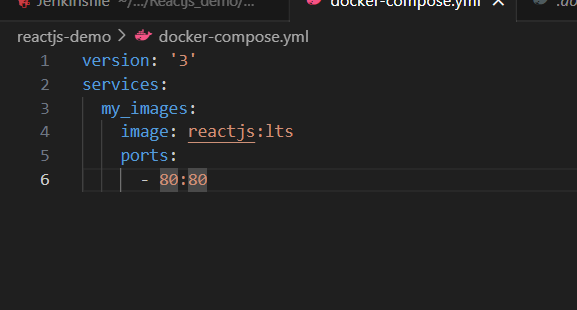 Jenkinsfile ~/.../Reactjs_demo/... docker-compose.yml
reactjs-demo > docker-compose.yml
1 version: '3'
2 services:
3 my_images:
4 image: reactjs:lts
5 ports:
6 - 80:80